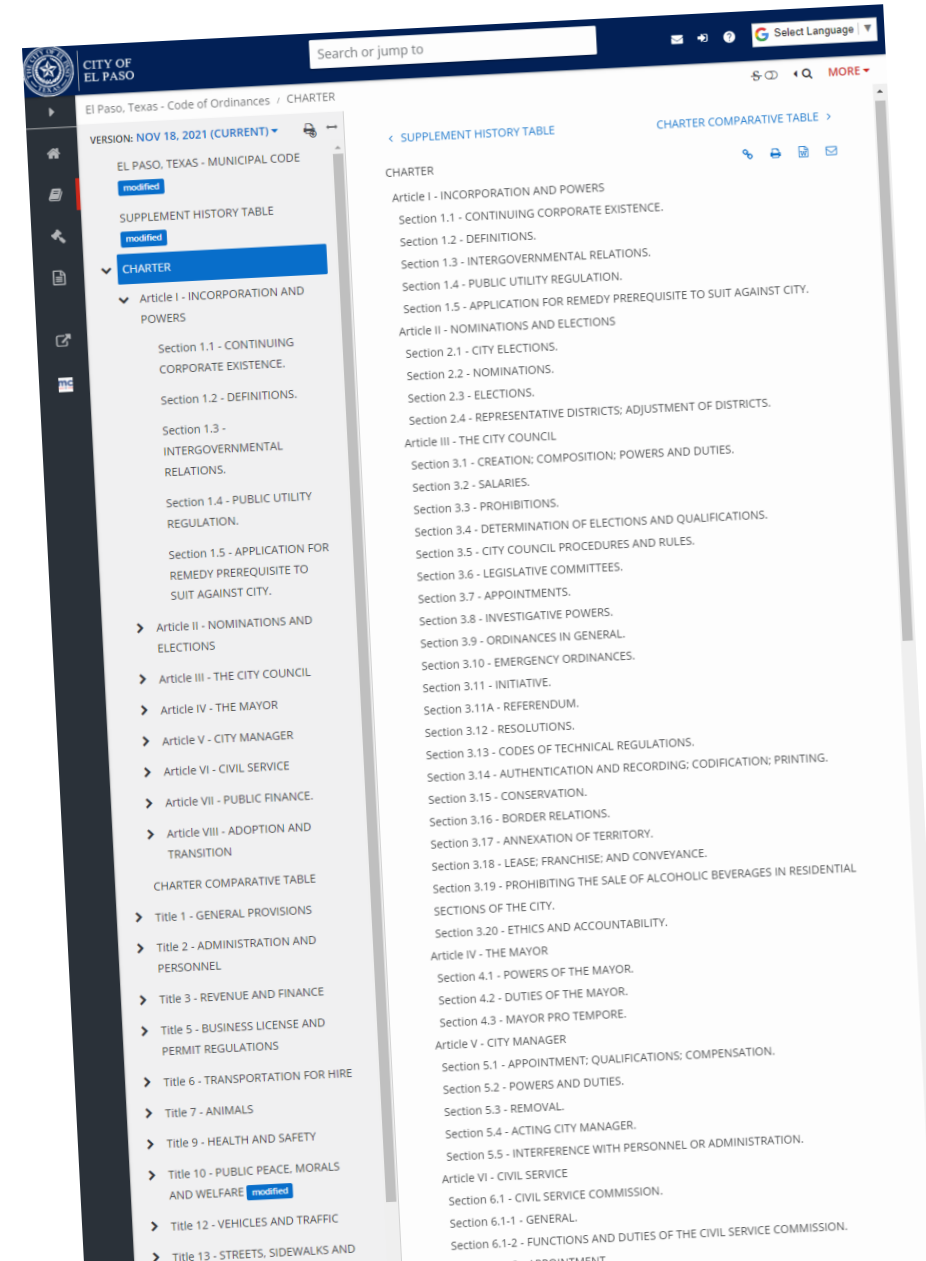 CITY OF
EL PASO
Search or jump to
Select Language
El Paso, Texas - Code of Ordinances / CHARTER
MORE
VERSION: NOV 18, 2021 (CURRENT)
EL PASO, TEXAS - MUNICIPAL CODE
modified
SUPPLEMENT HISTORY TABLE
modified
CHARTER
Article I - INCORPORATION AND
POWERS
Section 1.1 - CONTINUING
CORPORATE EXISTENCE.
Section 1.2 - DEFINITIONS.
Section 1.3 -
INTERGOVERNMENTAL
RELATIONS.
Section 1.4 - PUBLIC UTILITY
REGULATION.
Section 1.5 - APPLICATION FOR
REMEDY PREREQUISITE TO
SUIT AGAINST CITY.
Article II - NOMINATIONS AND
ELECTIONS
Article III - THE CITY COUNCIL
Article IV - THE MAYOR
Article V - CITY MANAGER
Article VI - CIVIL SERVICE
Article VII - PUBLIC FINANCE.
Article VIII - ADOPTION AND
TRANSITION
CHARTER COMPARATIVE TABLE
Title 1 - GENERAL PROVISIONS
Title 2 - ADMINISTRATION AND
PERSONNEL
Title 3 - REVENUE AND FINANCE
Title 5 - BUSINESS LICENSE AND
PERMIT REGULATIONS
Title 6 - TRANSPORTATION FOR HIRE
Title 7 - ANIMALS
Title 9 - HEALTH AND SAFETY
Title 10 - PUBLIC PEACE, MORALS
AND WELFARE modified
Title 12 - VEHICLES AND TRAFFIC
Title 13 - STREETS, SIDEWALKS AND
mc
< SUPPLEMENT HISTORY TABLE
CHARTER COMPARATIVE TABLE >
CHARTER
Article I - INCORPORATION AND POWERS
Section 1.1 - CONTINUING CORPORATE EXISTENCE.
Section 1.2 - DEFINITIONS.
Section 1.3 - INTERGOVERNMENTAL RELATIONS.
Section 1.4 - PUBLIC UTILITY REGULATION.
Section 1.5 - APPLICATION FOR REMEDY PREREQUISITE TO SUIT AGAINST CITY.
Article II - NOMINATIONS AND ELECTIONS
Section 2.1 - CITY ELECTIONS.
Section 2.2 - NOMINATIONS.
Section 2.3 - ELECTIONS.
Section 2.4 - REPRESENTATIVE DISTRICTS; ADJUSTMENT OF DISTRICTS.
Article III - THE CITY COUNCIL
Section 3.1 - CREATION; COMPOSITION; POWERS AND DUTIES.
Section 3.2 - SALARIES.
Section 3.3 - PROHIBITIONS.
Section 3.4 - DETERMINATION OF ELECTIONS AND QUALIFICATIONS.
Section 3.5 - CITY COUNCIL PROCEDURES AND RULES.
Section 3.6 - LEGISLATIVE COMMITTEES.
Section 3.7 - APPOINTMENTS.
Section 3.8 - INVESTIGATIVE POWERS.
Section 3.9 - ORDINANCES IN GENERAL.
Section 3.10 - EMERGENCY ORDINANCES.
Section 3.11 - INITIATIVE.
Section 3.11A - REFERENDUM.
Section 3.12 - RESOLUTIONS.
Section 3.13 - CODES OF TECHNICAL REGULATIONS.
Section 3.14 - AUTHENTICATION AND RECORDING; CODIFICATION; PRINTING.
Section 3.15 - CONSERVATION.
Section 3.16 - BORDER RELATIONS.
Section 3.17 - ANNEXATION OF TERRITORY.
Section 3.18 - LEASE; FRANCHISE; AND CONVEYANCE.
Section 3.19 - PROHIBITING THE SALE OF ALCOHOLIC BEVERAGES IN RESIDENTIAL
SECTIONS OF THE CITY.
Section 3.20 - ETHICS AND ACCOUNTABILITY.
Article IV - THE MAYOR
Section 4.1 - POWERS OF THE MAYOR.
Section 4.2 - DUTIES OF THE MAYOR.
Section 4.3 - MAYOR PRO TEMPORE.
Article V - CITY MANAGER
Section 5.1 - APPOINTMENT; QUALIFICATIONS; COMPENSATION.
Section 5.2 - POWERS AND DUTIES.
Section 5.3 - REMOVAL.
Section 5.4 - ACTING CITY MANAGER.
Section 5.5 - INTERFERENCE WITH PERSONNEL OR ADMINISTRATION.
Article VI - CIVIL SERVICE
Section 6.1 - CIVIL SERVICE COMMISSION.
Section 6.1-1 - GENERAL.
Section 6.1-2 - FUNCTIONS AND DUTIES OF THE CIVIL SERVICE COMMISSION.